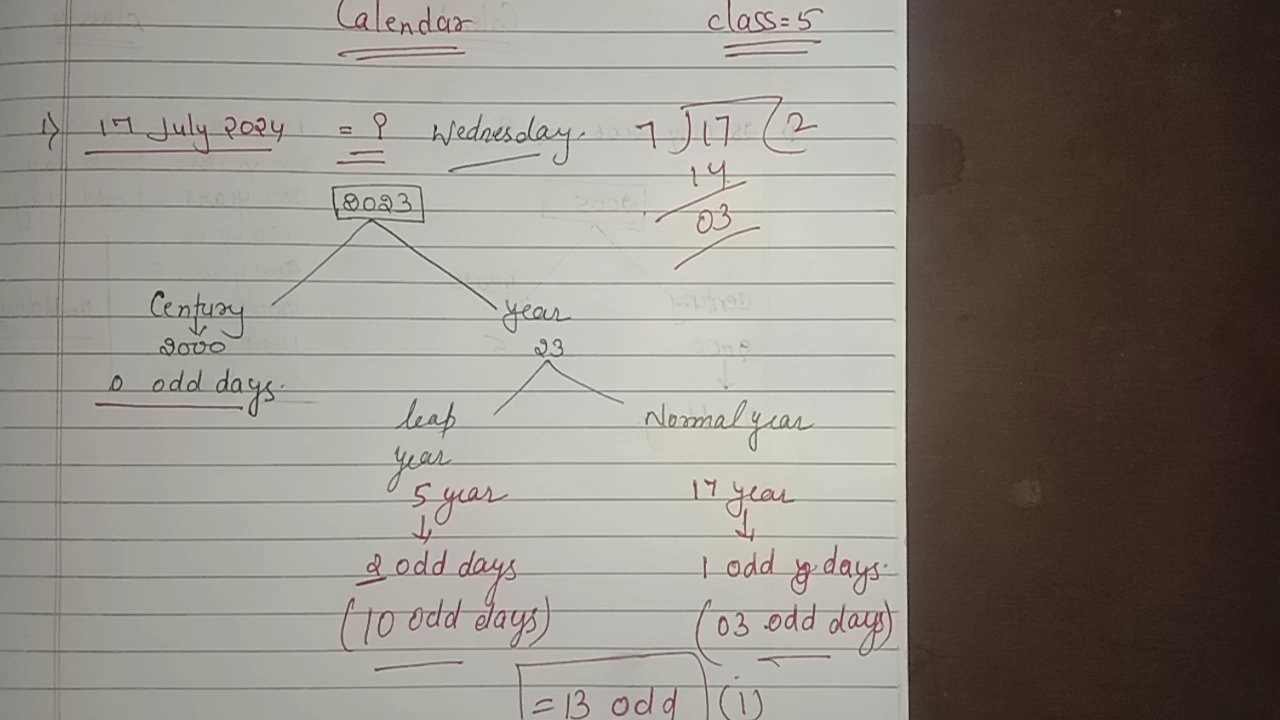 Calendar class=5
1) 17 July 2024 = ? Wednesday. 7)17(2
14
03
2023
Century year
2000 23
0 odd days.
leap Normal year
year
5 year 17 year
↓ ↓
2 odd days 1 odd days.
(10 odd days) (03 odd days)
=13 odd (i)